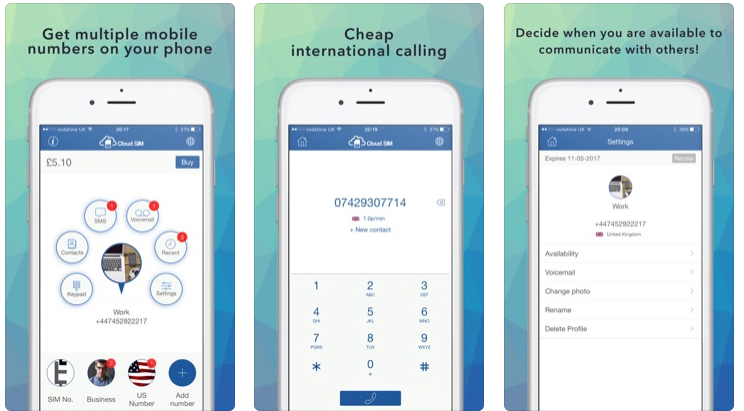 Get multiple mobile
numbers on your phone
vodafone UK
20:17
37%
Cloud SIM
£5.10
Buy
SMS
1
Voicemail
1
Contacts
Recent
Keypad
Settings
Work
+447452922217
SIM No.
Business
US
Number
Add
number
Cheap
international calling
vodafone UK
20:19
37%
Cloud SIM
07429307714
1.0p/min
+ New contact
1
2
ABC
3
DEF
4
GHI
5
JKL
6
MNO
7
PQRS
8
TUV
9
WXYZ
*
0
+
#
Decide when you are available to
communicate with others!
vodafone UK
20:09
38%
Settings
Expires 11-05-2017
Renew
Work
+447452922217
United Kingdom
Availability
Voicemail
Change photo
Rename
Delete Profile